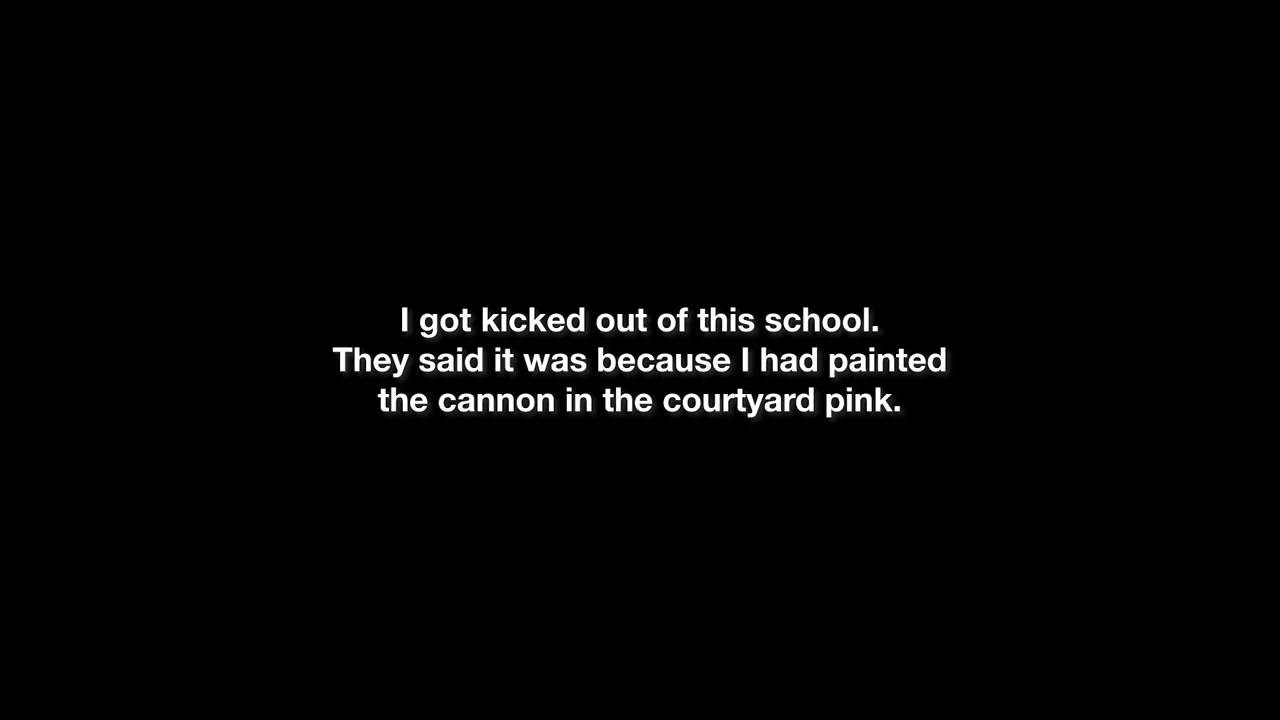 I got kicked out of this school.
They said it was because I had painted
the cannon in the courtyard pink.